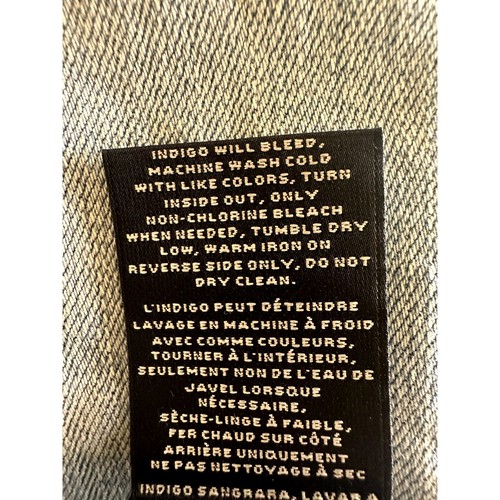 INDIGO WILL BLEED,
MACHINE WASH COLD
WITH LIKE COLORS, TURN
INSIDE OUT, ONLY
NON-CHLORINE BLEACH
WHEN NEEDED, TUMBLE DRY
LOW, WARM IRON ON
REVERSE SIDE ONLY, DO NOT
DRY CLEAN.
L'INDIGO PEUT DÉTEINDRE
LAVAGE EN MACHINE À FROID
AVEC COMME COULEURS,
TOURNER À L'INTÉRIEUR,
SEULEMENT NON DE L'EAU DE
JAVEL LORSQUE
NÉCESSAIRE,
SÈCHE-LINGE À FAIBLE,
FER CHAUD SUR CÔTÉ
ARRIÈRE UNIQUEMENT
NE PAS NETTOYAGE À SEC
INDIGO SANGRARA, LAVAR A